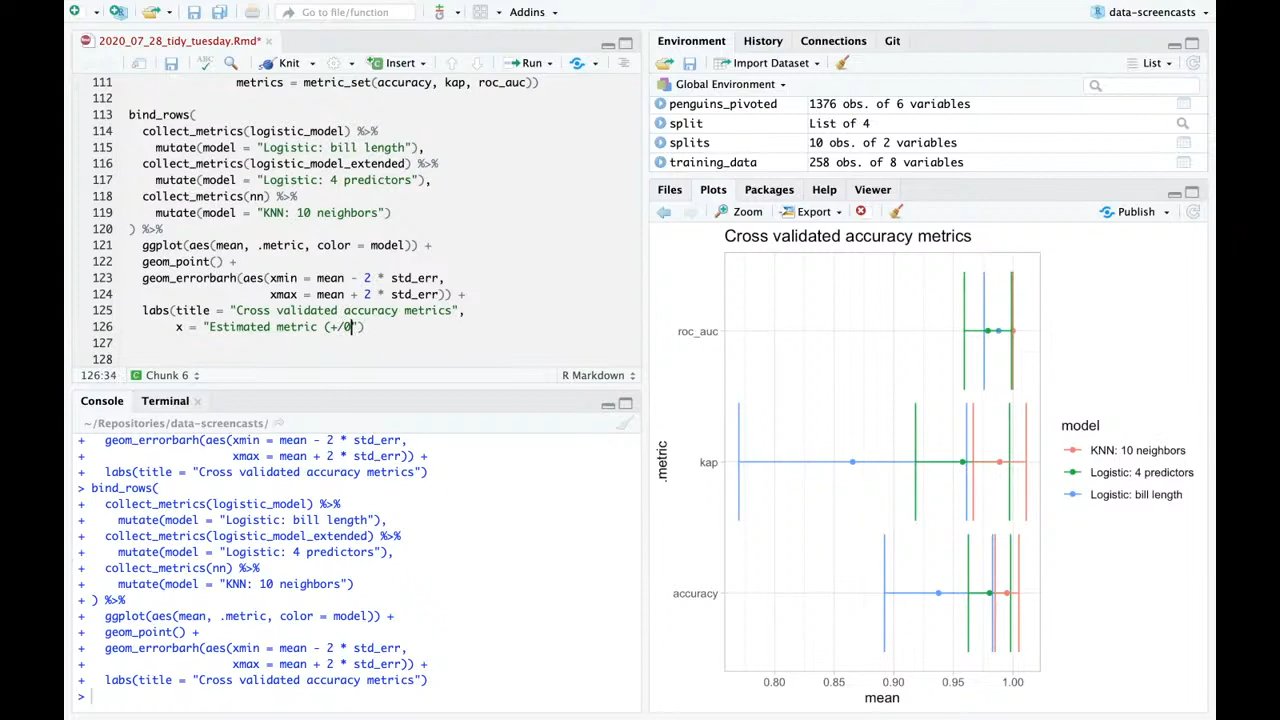 Go to file/function
Addins
data-screencasts
2020_07_28_tidy_tuesday.Rmd*
ABC
Knit
Insert
Run
111 metrics = metric_set(accuracy, kap, roc_auc))
112
113 bind_rows(
114 collect_metrics(logistic_model) %>%
115 mutate(model = "Logistic: bill length"),
116 collect_metrics(logistic_model_extended) %>%
117 mutate(model = "Logistic: 4 predictors"),
118 collect_metrics(nn) %>%
119 mutate(model = "KNN: 10 neighbors")
120 ) %>%
121 ggplot(aes(mean, .metric, color = model)) +
122 geom_point() +
123 geom_errorbarh(aes(xmin = mean - 2 * std_err,
124 xmax = mean + 2 * std_err)) +
125 labs(title = "Cross validated accuracy metrics",
126 x = "Estimated metric (+/0")
127
128
126:34 Chunk 6 R Markdown
Console Terminal
~/Repositories/data-screencasts/
+ geom_errorbarh(aes(xmin = mean - 2 * std_err,
+ xmax = mean + 2 * std_err)) +
+ labs(title = "Cross validated accuracy metrics")
> bind_rows(
+ collect_metrics(logistic_model) %>%
+ mutate(model = "Logistic: bill length"),
+ collect_metrics(logistic_model_extended) %>%
+ mutate(model = "Logistic: 4 predictors"),
+ collect_metrics(nn) %>%
+ mutate(model = "KNN: 10 neighbors")
+ ) %>%
+ ggplot(aes(mean, .metric, color = model)) +
+ geom_point() +
+ geom_errorbarh(aes(xmin = mean - 2 * std_err,
+ xmax = mean + 2 * std_err)) +
+ labs(title = "Cross validated accuracy metrics")
>
Environment History Connections Git
Import Dataset List
Global Environment
penguins_pivoted 1376 obs. of 6 variables
split List of 4
splits 10 obs. of 2 variables
training_data 258 obs. of 8 variables
Files Plots Packages Help Viewer
Zoom Export Publish
Cross validated accuracy metrics
roc_auc
kap
accuracy
.metric
0.80 0.85 0.90 0.95 1.00
mean
model
KNN: 10 neighbors
Logistic: 4 predictors
Logistic: bill length